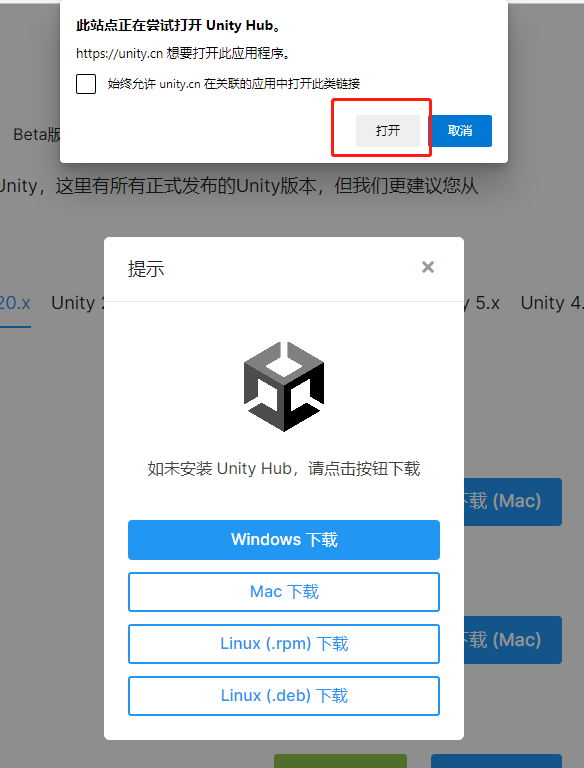 此站点正在尝试打开 Unity Hub。
https://unity.cn 想要打开此应用程序。
始终允许 unity.cn 在关联的应用中打开此类链接
打开 取消
Beta版
Unity，这里有所有正式发布的Unity版本，但我们更建议您从
提示
20.x Unity 2 5.x Unity 4.
如未安装 Unity Hub，请点击按钮下载
下载 (Mac)
Windows 下载
Mac 下载
Linux (.rpm) 下载
下载 (Mac)
Linux (.deb) 下载